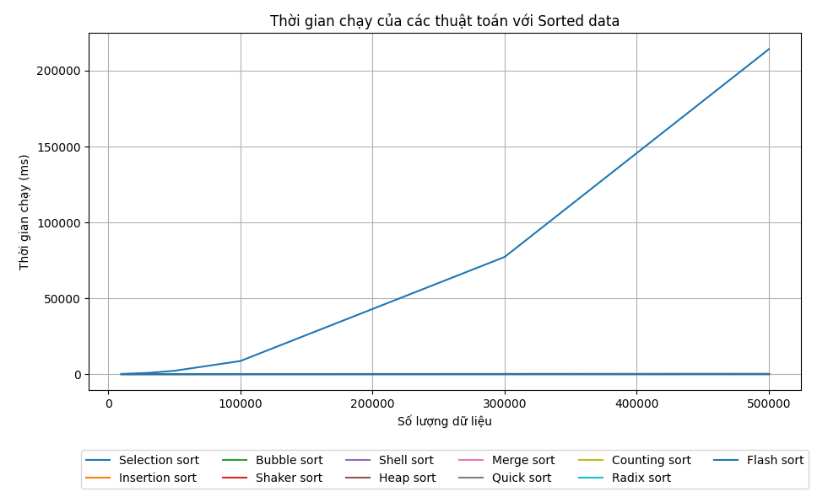 Thời gian chạy của các thuật toán với Sorted data
Thời gian chạy (ms)
200000
150000
100000
50000
0
0 100000 200000 300000 400000 500000
Số lượng dữ liệu
Selection sort Bubble sort Shell sort Merge sort Counting sort Flash sort
Insertion sort Shaker sort Heap sort Quick sort Radix sort